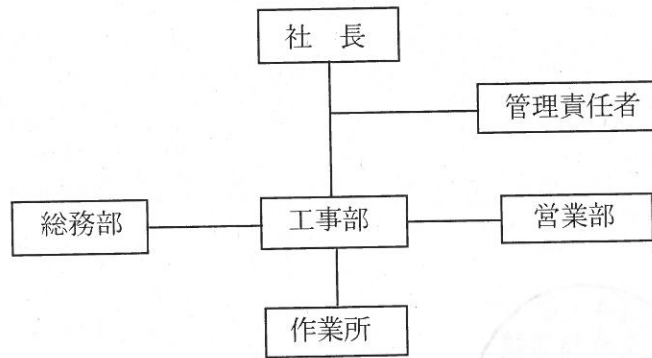 社 長
管理責任者
総務部
工事部
営業部
作業所